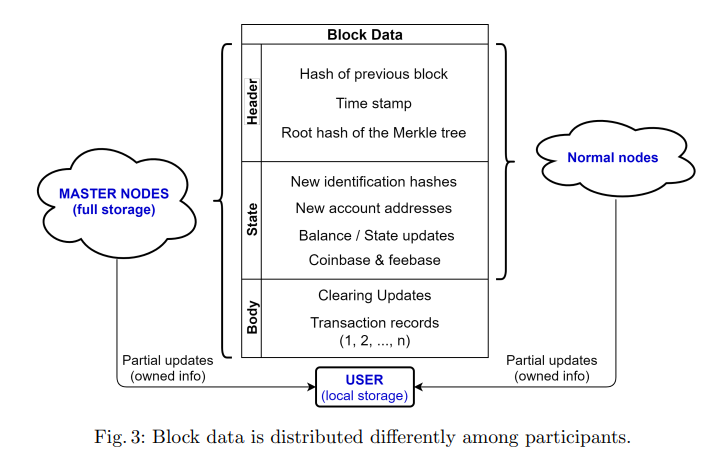 Block Data
Header
Hash of previous block
Time stamp
Root hash of the Merkle tree
State
New identification hashes
New account addresses
Balance / State updates
Coinbase & feebase
Body
Clearing Updates
Transaction records
(1, 2, ..., n)
MASTER NODES
(full storage)
Normal nodes
Partial updates
(owned info)
USER
(local storage)
Partial updates
(owned info)
Fig. 3: Block data is distributed differently among participants.